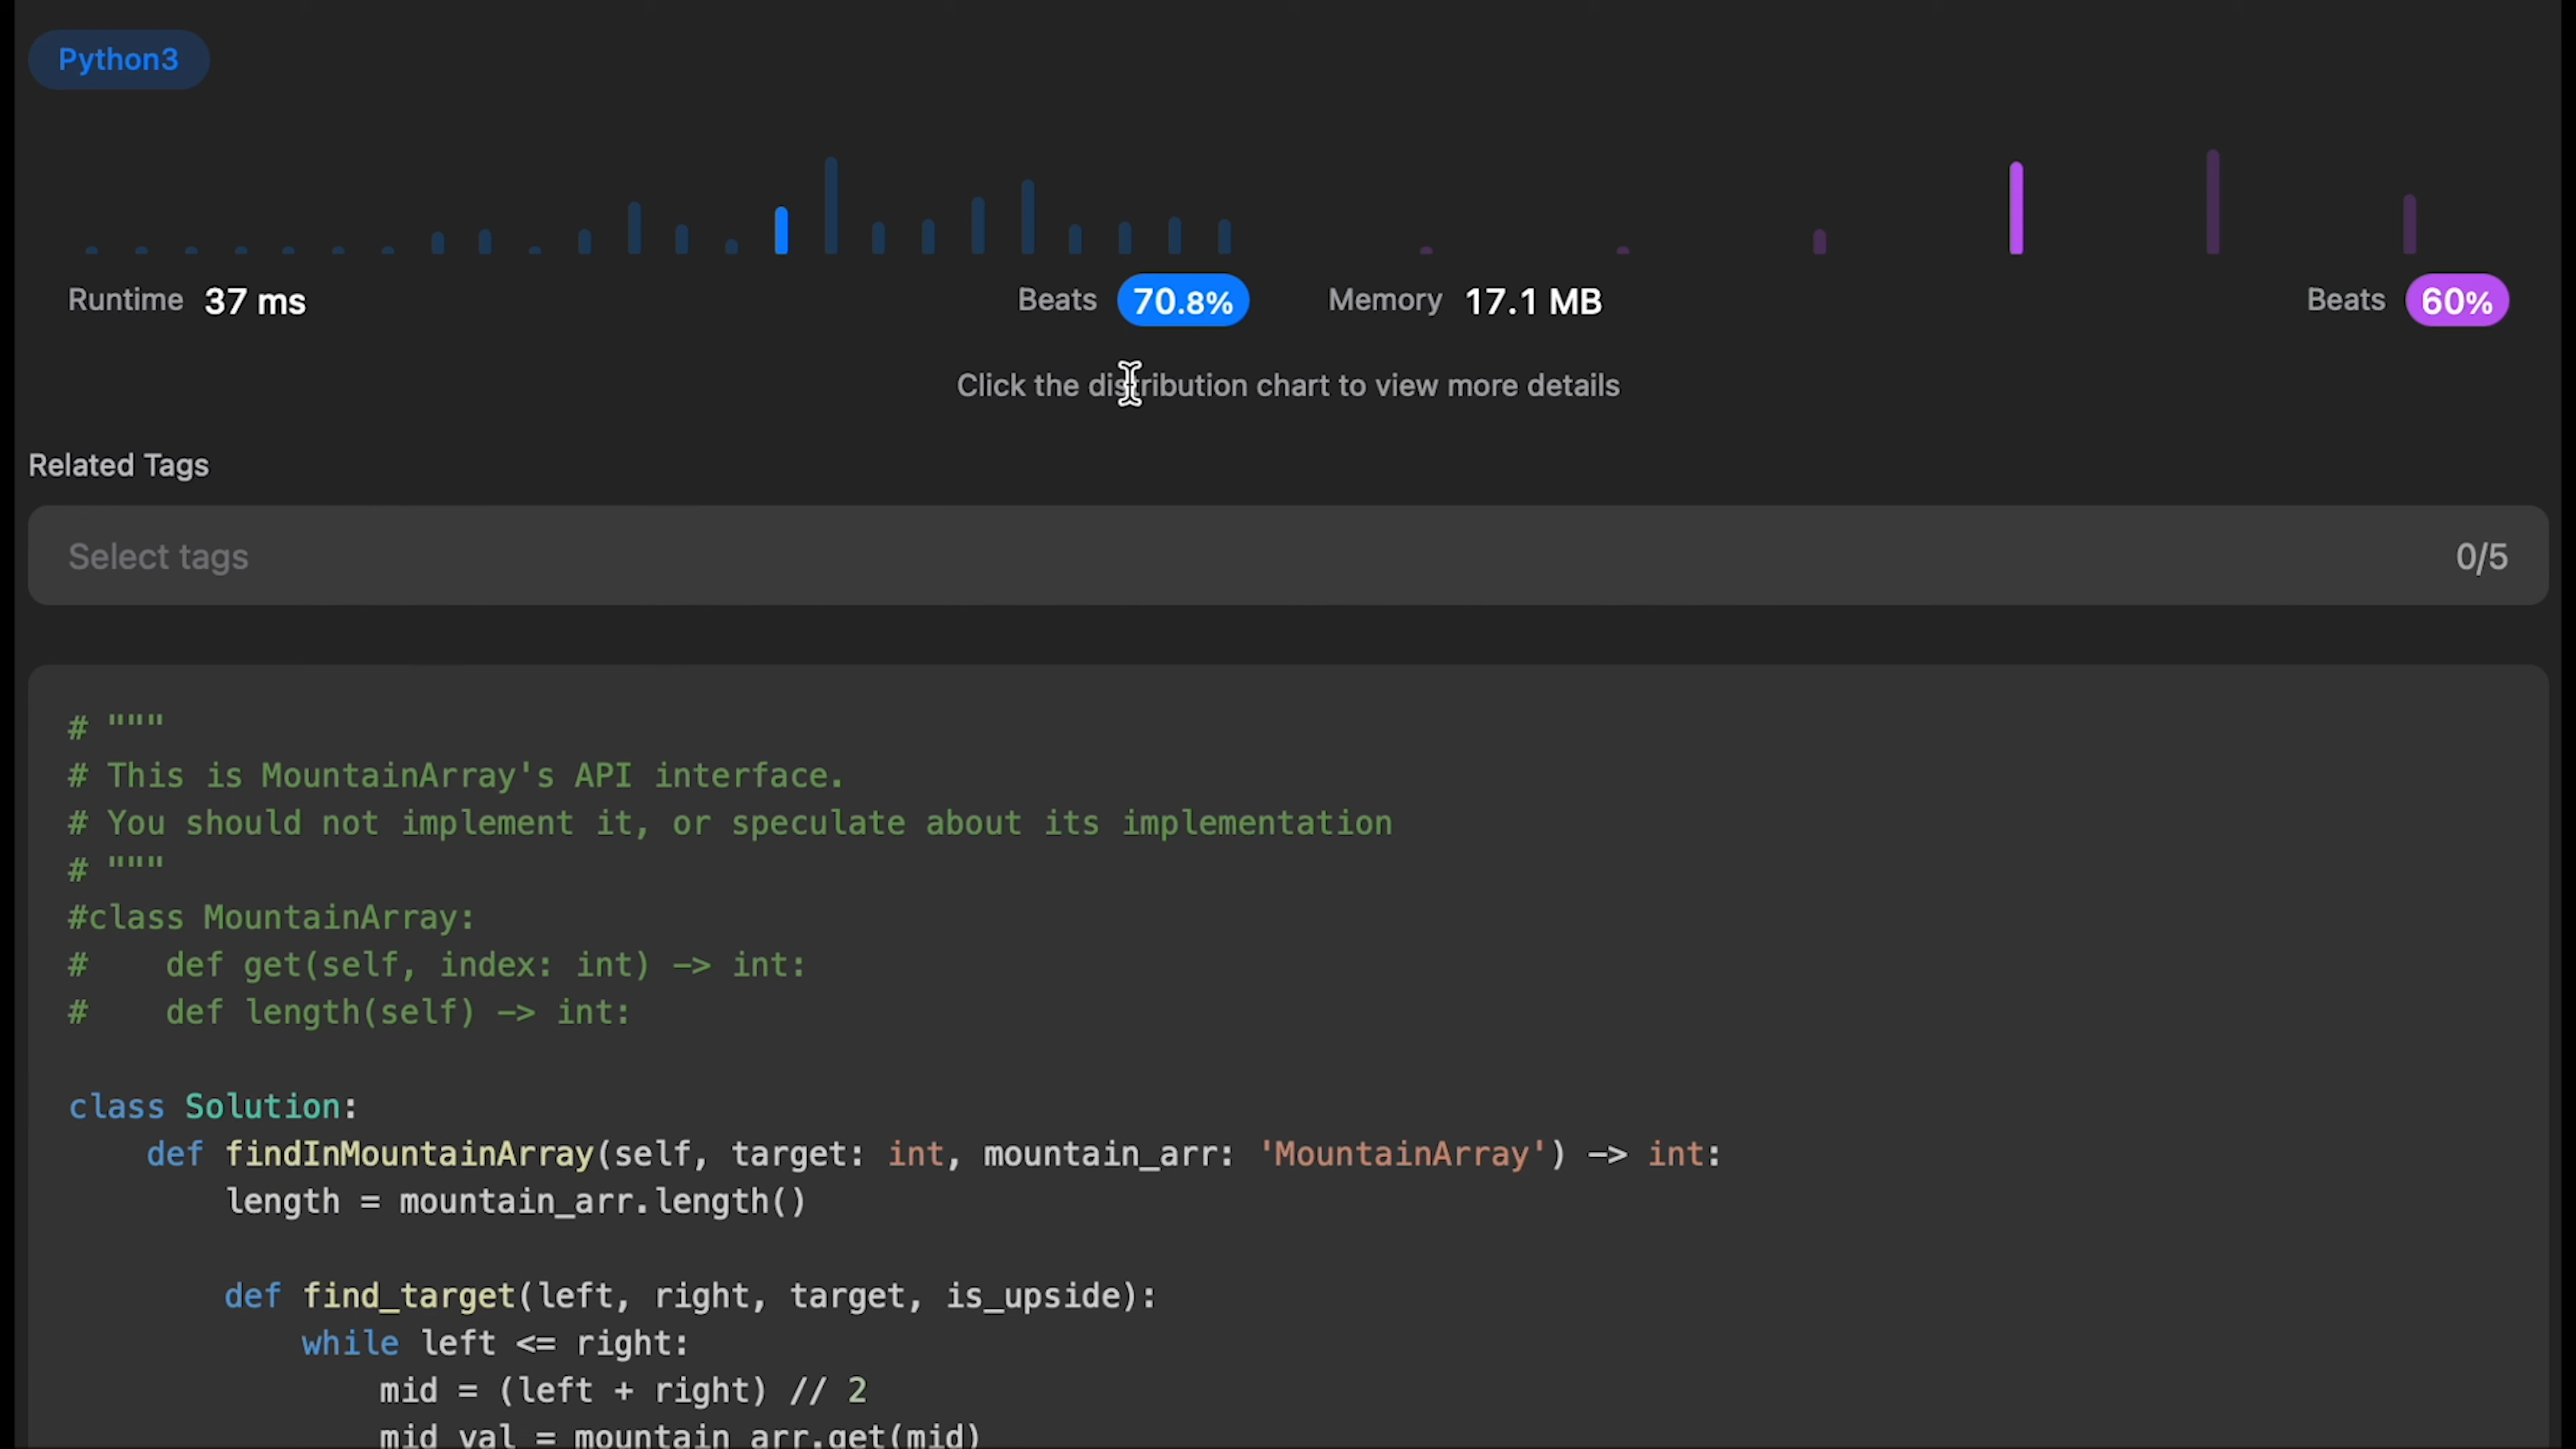 Python3
Runtime 37 ms Beats 70.8% Memory 17.1 MB Beats 60%
Click the distribution chart to view more details
Related Tags
Select tags 0/5
# """
# This is MountainArray's API interface.
# You should not implement it, or speculate about its implementation
# """
#class MountainArray:
#    def get(self, index: int) -> int:
#    def length(self) -> int:
class Solution:
    def findInMountainArray(self, target: int, mountain_arr: 'MountainArray') -> int:
        length = mountain_arr.length()
        def find_target(left, right, target, is_upside):
            while left <= right:
                mid = (left + right) // 2
                mid_val = mountain_arr.get(mid)